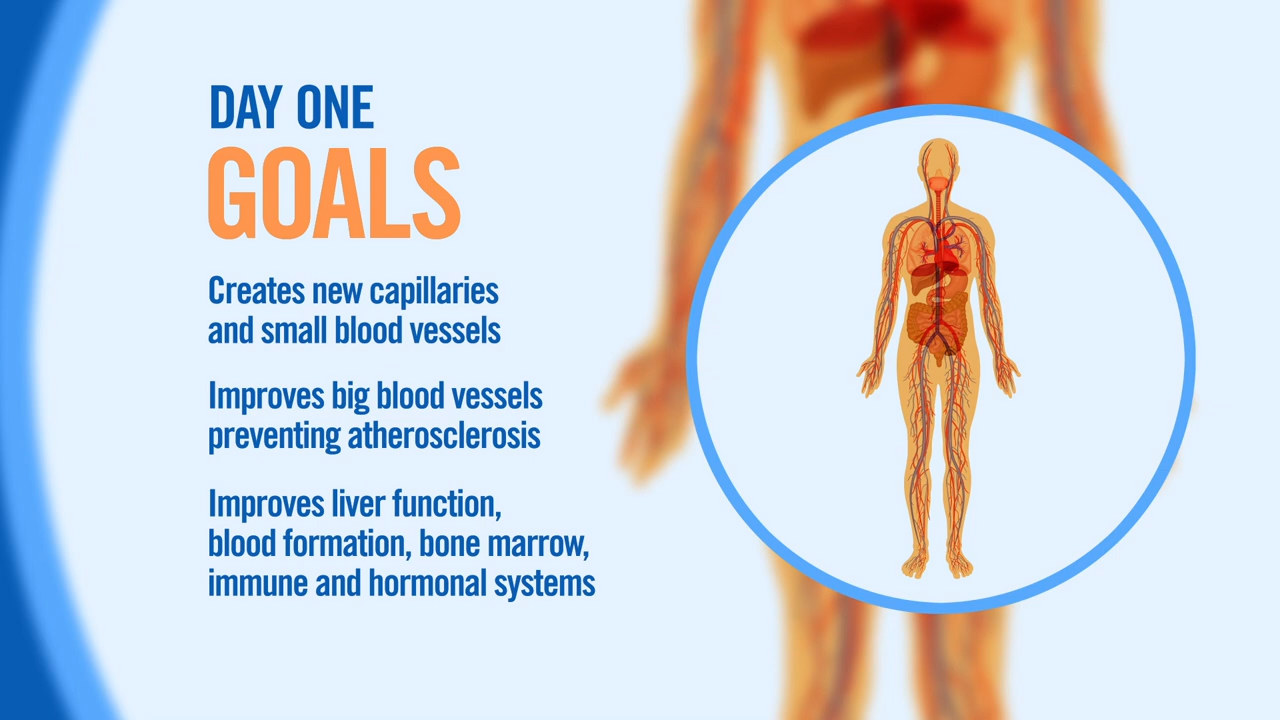 DAY ONE
GOALS
Creates new capillaries
and small blood vessels
Improves big blood vessels
preventing atherosclerosis
Improves liver function,
blood formation, bone marrow,
immune and hormonal systems